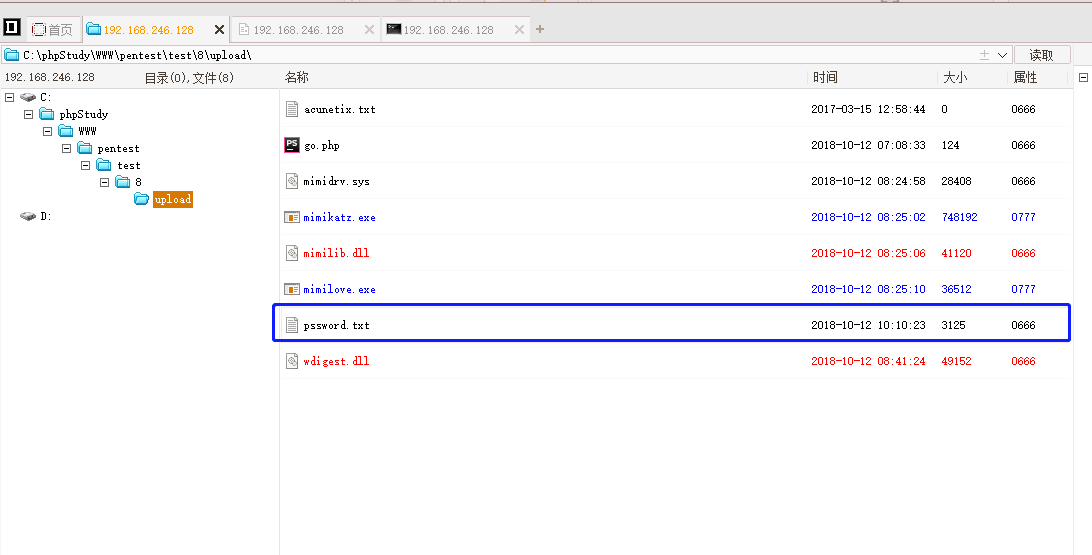 首页 192.168.246.128 192.168.246.128 192.168.246.128
C:\phpStudy\WWW\pentest\test\8\upload\ 读取
192.168.246.128 目录(0),文件(8) 名称 时间 大小 属性
C:
phpStudy
WWW
pentest
test
8
upload
D:
acunetix.txt 2017-03-15 12:58:44 0 0666
PS go.php 2018-10-12 07:08:33 124 0666
mimidrv.sys 2018-10-12 08:24:58 28408 0666
mimikatz.exe 2018-10-12 08:25:02 748192 0777
mimilib.dll 2018-10-12 08:25:06 41120 0666
mimilove.exe 2018-10-12 08:25:10 36512 0777
pssword.txt 2018-10-12 10:10:23 3125 0666
wdigest.dll 2018-10-12 08:41:24 49152 0666